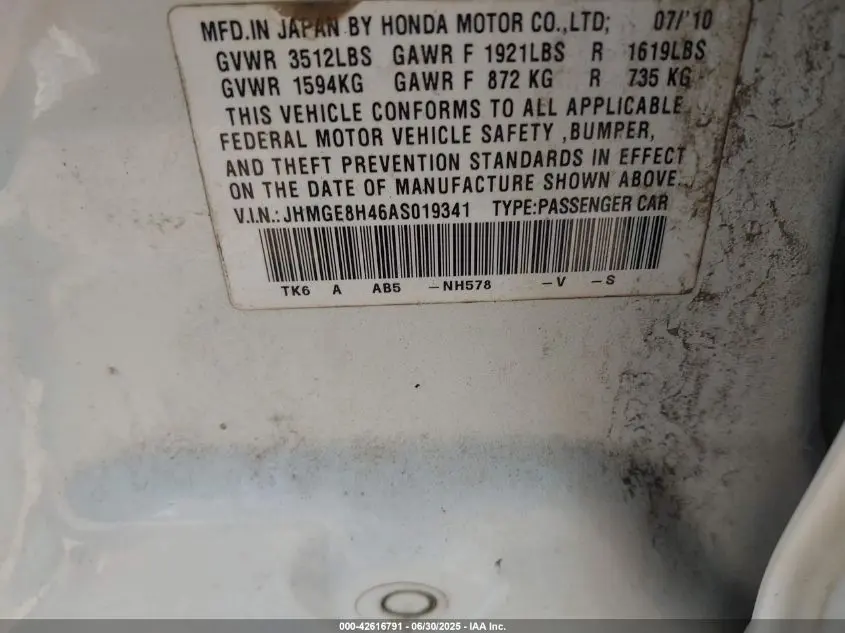 MFD.IN JAPAN BY HONDA MOTOR CO.,LTD; 07/'10
GVWR 3512LBS GAWR F 1921LBS R 1619LBS
GVWR 1594KG GAWR F 872 KG R 735 KG
THIS VEHICLE CONFORMS TO ALL APPLICABLE
FEDERAL MOTOR VEHICLE SAFETY ,BUMPER,
AND THEFT PREVENTION STANDARDS IN EFFECT
ON THE DATE OF MANUFACTURE SHOWN ABOVE.
V.I.N.: JHMGE8H46AS019341 TYPE:PASSENGER CAR
TK6 A AB5 -NH578 -V -S
000-42616791 - 06/30/2025 - IAA Inc.